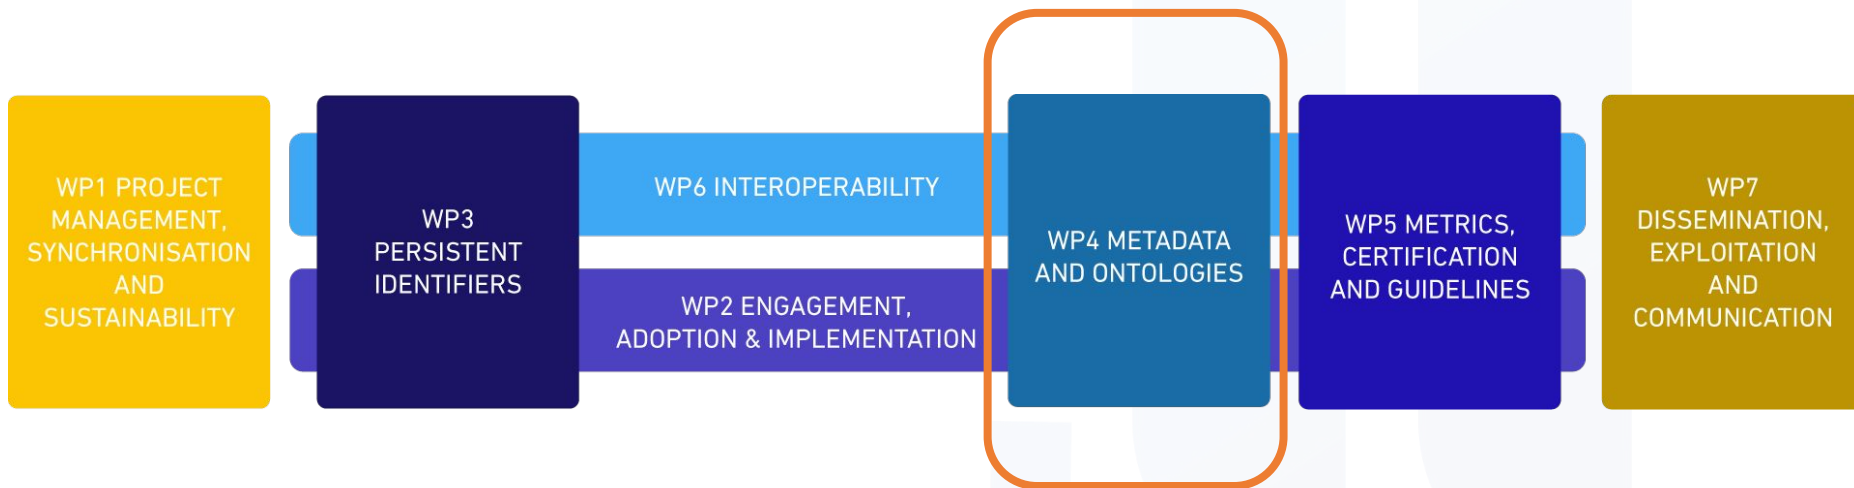 WP1 PROJECT
MANAGEMENT,
SYNCHRONISATION
AND
SUSTAINABILITY
WP3
PERSISTENT
IDENTIFIERS
WP6 INTEROPERABILITY
WP2 ENGAGEMENT,
ADOPTION & IMPLEMENTATION
WP4 METADATA
AND ONTOLOGIES
WP5 METRICS,
CERTIFICATION
AND GUIDELINES
WP7
DISSEMINATION,
EXPLOITATION
AND
COMMUNICATION